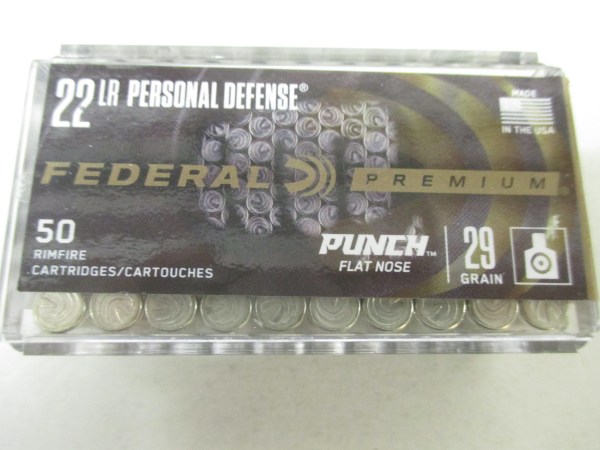 22 LR PERSONAL DEFENSE®
MADE
IN THE USA
FEDERAL PREMIUM®
50
RIMFIRE
CARTRIDGES/CARTOUCHES
PUNCH™
FLAT NOSE
29
GRAIN